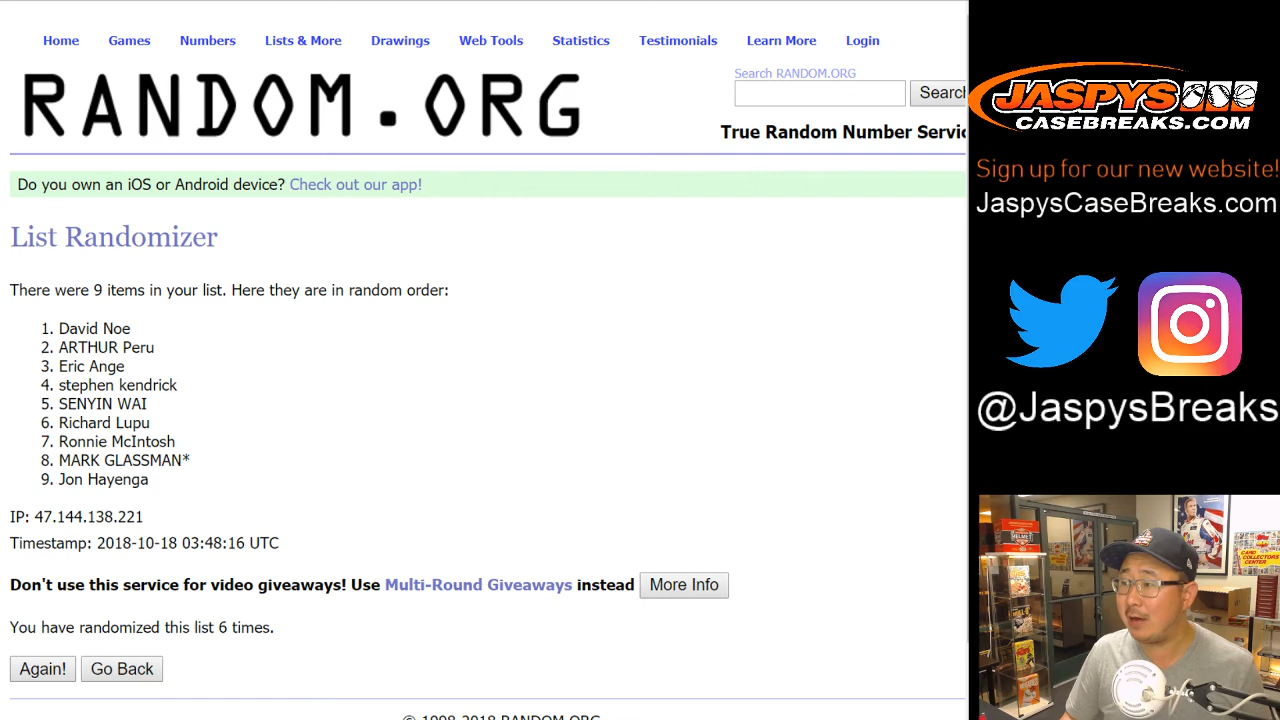 Home Games Numbers Lists & More Drawings Web Tools Statistics Testimonials Learn More Login
RANDOM.ORG
Search RANDOM.ORG
Search
True Random Number Servic
Do you own an iOS or Android device? Check out our app!
List Randomizer
There were 9 items in your list. Here they are in random order:
1. David Noe
2. ARTHUR Peru
3. Eric Ange
4. stephen kendrick
5. SENYIN WAI
6. Richard Lupu
7. Ronnie McIntosh
8. MARK GLASSMAN*
9. Jon Hayenga
IP: 47.144.138.221
Timestamp: 2018-10-18 03:48:16 UTC
Don't use this service for video giveaways! Use Multi-Round Giveaways instead More Info
You have randomized this list 6 times.
Again! Go Back
JASPYS
CASEBREAKS.COM
Sign up for our new website!
JaspysCaseBreaks.com
@JaspysBreaks
CARD
COLLECTORS
CENTER
HELMET